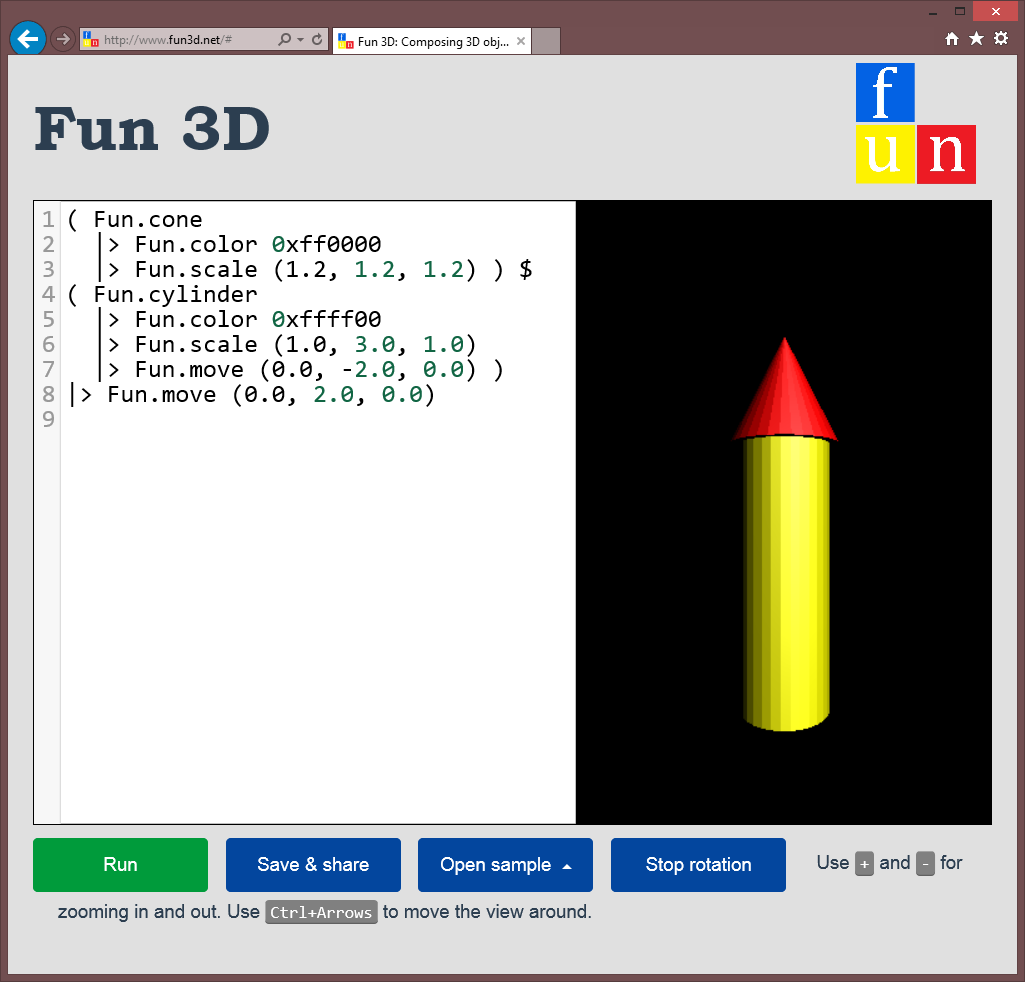 http://www.fun3d.net/#
Fun 3D: Composing 3D obj...
Fun 3D
f
u n
1 ( Fun.cone
2   |> Fun.color 0xff0000
3   |> Fun.scale (1.2, 1.2, 1.2) ) $
4 ( Fun.cylinder
5   |> Fun.color 0xffff00
6   |> Fun.scale (1.0, 3.0, 1.0)
7   |> Fun.move (0.0, -2.0, 0.0) )
8 |> Fun.move (0.0, 2.0, 0.0)
9
Run
Save & share
Open sample
Stop rotation
Use + and - for
zooming in and out. Use Ctrl+Arrows to move the view around.